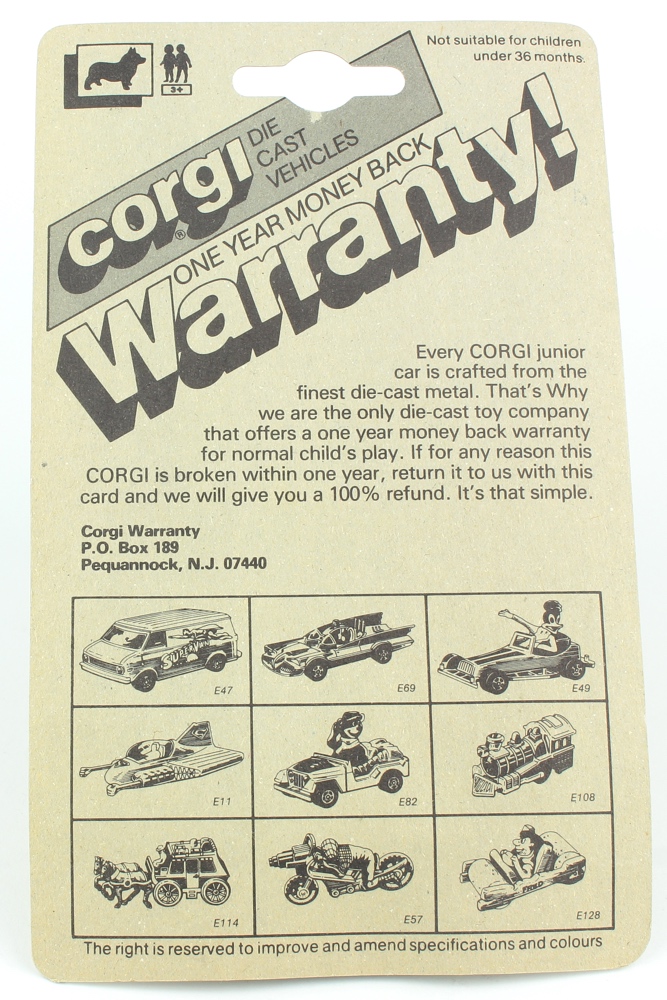 Not suitable for children
under 36 months.
3+
corgi ®
DIE
CAST
VEHICLES
ONE YEAR MONEY BACK
Warranty!
Every CORGI junior
car is crafted from the
finest die-cast metal. That's Why
we are the only die-cast toy company
that offers a one year money back warranty
for normal child's play. If for any reason this
CORGI is broken within one year, return it to us with this
card and we will give you a 100% refund. It's that simple.
Corgi Warranty
P.O. Box 189
Pequannock, N.J. 07440
SUPERVAN
E47
E69
E49
S
E11
E82
E108
E114
E57
FRED
E128
The right is reserved to improve and amend specifications and colours